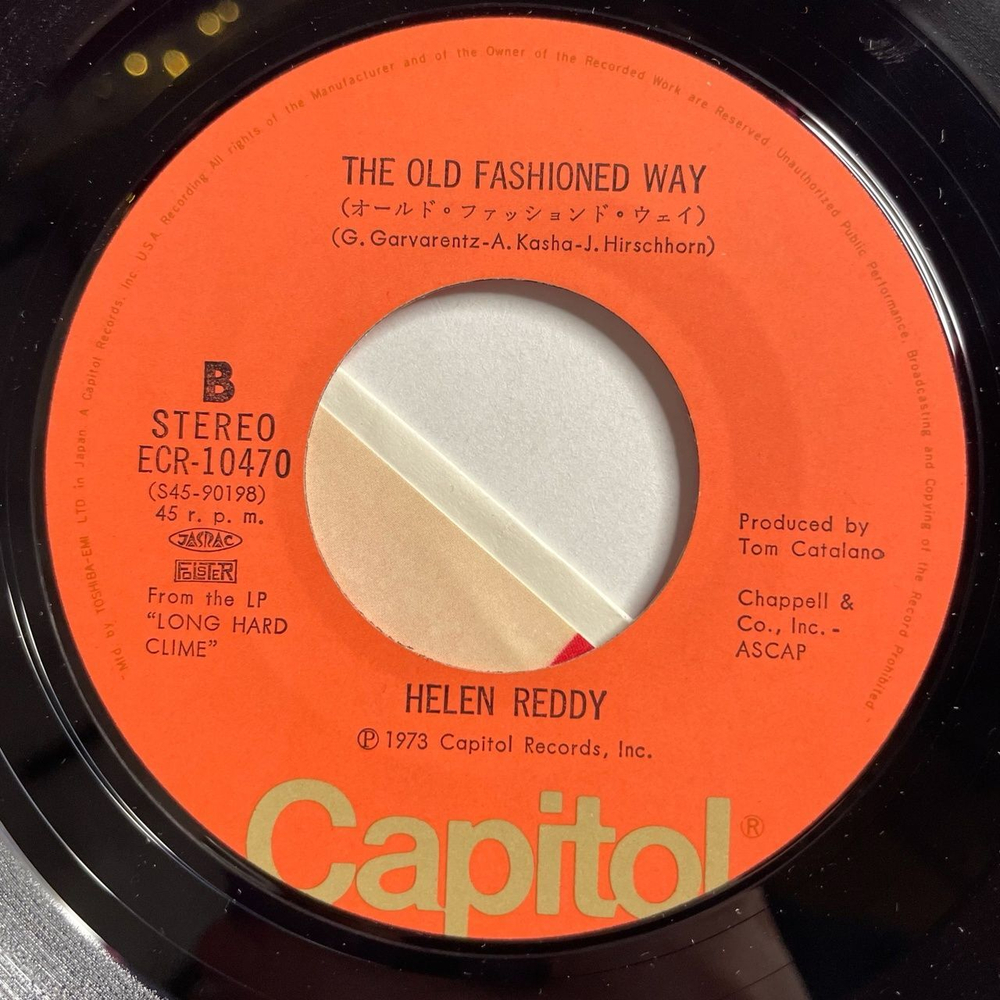 Mfd by TOSHIBA-EMI LTD in Japan A Capitol Records, Inc U.S.A. Recording All rights of the Manufacturer and of the Owner of the Recorded Work are Reserved Unauthorized Public Performance, Broadcasting and Copying of the Record Prohibited
THE OLD FASHIONED WAY
(オールド・ファッションド・ウェイ)
(G. Garvarentz-A. Kasha-J. Hirschhorn)
B
STEREO
ECR-10470
(S45-90198)
45 r. p. m.
JASRAC
FOLSTER
From the LP
“LONG HARD
CLIME”
Produced by
Tom Catalano
Chappell &
Co., Inc. -
ASCAP
HELEN REDDY
Ⓟ 1973 Capitol Records, Inc.
Capitol®